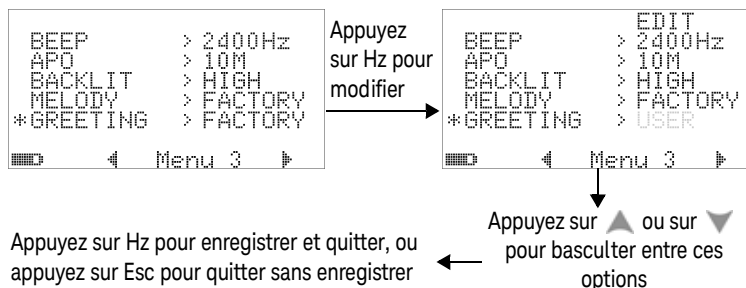 BEEP > 2400Hz
APO > 10M
BACKLIT > HIGH
MELODY > FACTORY
*GREETING > FACTORY
Menu 3
Appuyez
sur Hz pour
modifier
EDIT
BEEP > 2400Hz
APO > 10M
BACKLIT > HIGH
MELODY > FACTORY
*GREETING > USER
Menu 3
Appuyez sur ou sur
pour basculter entre ces
options
Appuyez sur Hz pour enregistrer et quitter, ou
appuyez sur Esc pour quitter sans enregistrer